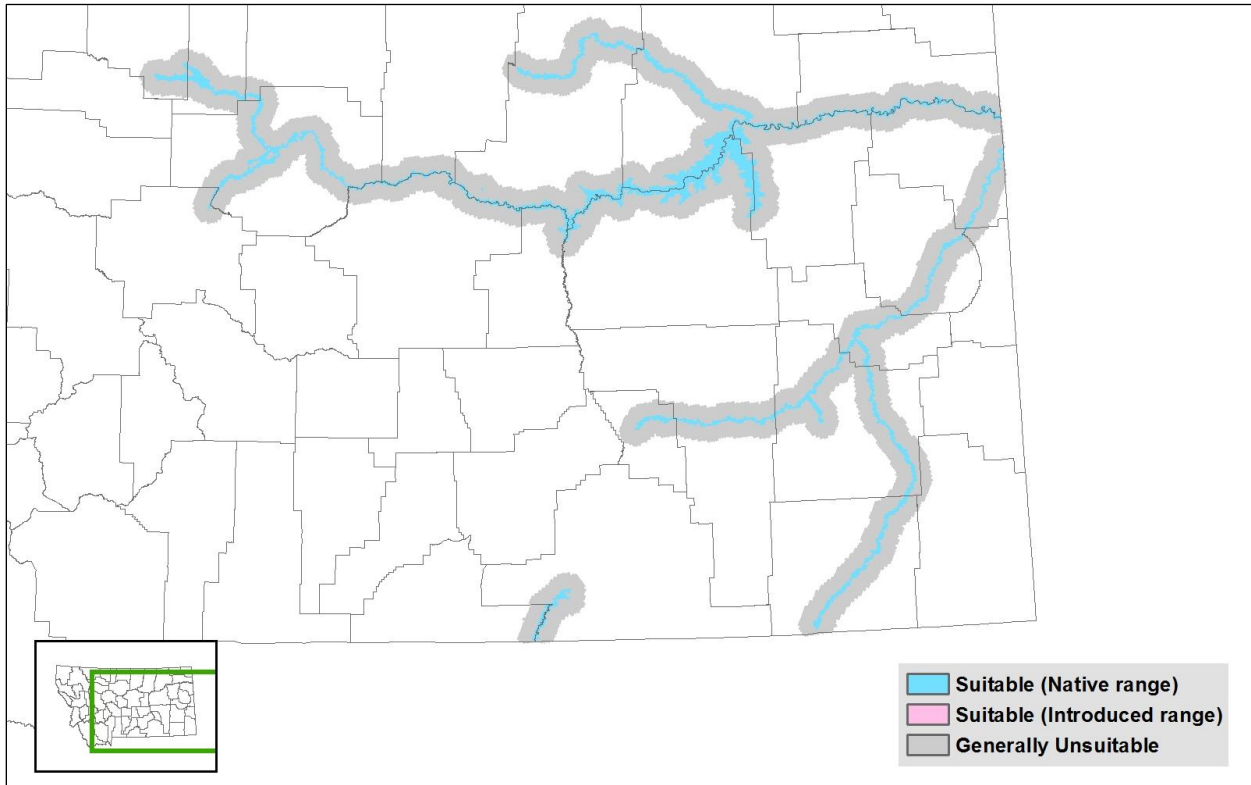 Suitable (Native range)
Suitable (Introduced range)
Generally Unsuitable